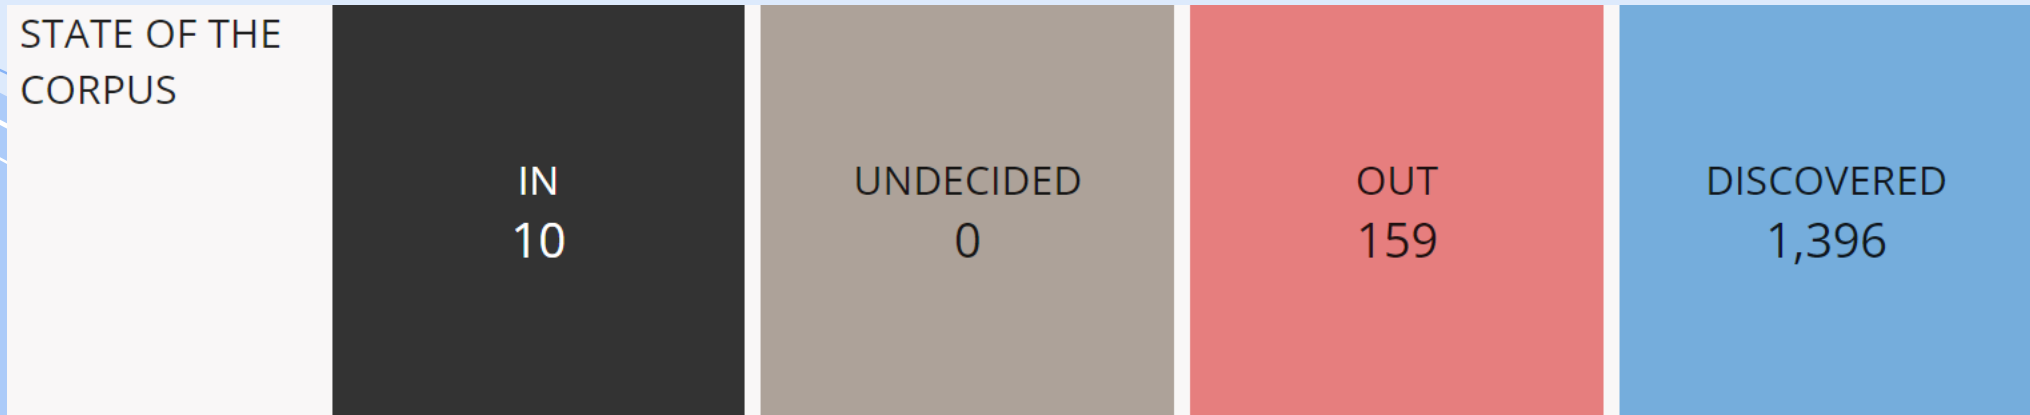 STATE OF THE
CORPUS
IN
10
UNDECIDED
0
OUT
159
DISCOVERED
1,396